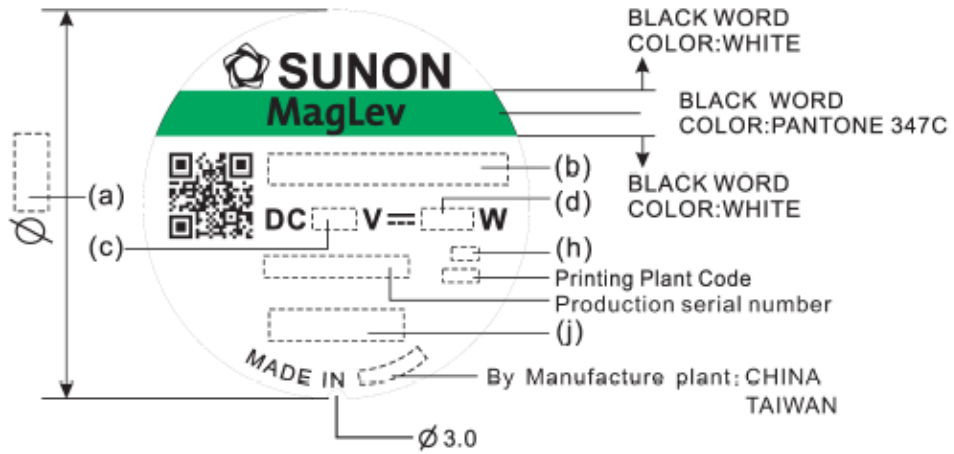 BLACK WORD
COLOR:WHITE
SUNON
MagLev
BLACK WORD
COLOR:PANTONE 347C
(a)
(b)
BLACK WORD
COLOR:WHITE
DC V⎓ W
(d)
(c)
(h)
Printing Plant Code
Production serial number
(j)
MADE IN
By Manufacture plant: CHINA
TAIWAN
Ø
Ø 3.0